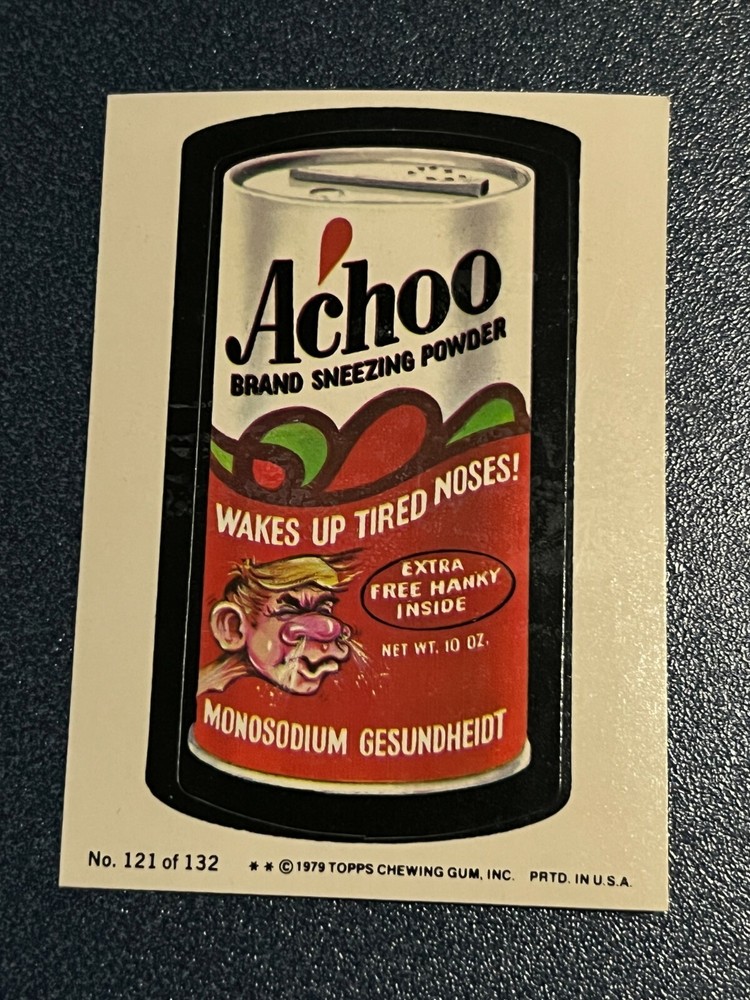 A'choo
BRAND SNEEZING POWDER
WAKES UP TIRED NOSES!
EXTRA
FREE HANKY
INSIDE
NET WT. 10 OZ.
MONOSODIUM GESUNDHEIDT
No. 121 of 132 ** © 1979 TOPPS CHEWING GUM, INC. PRTD. IN U.S.A.